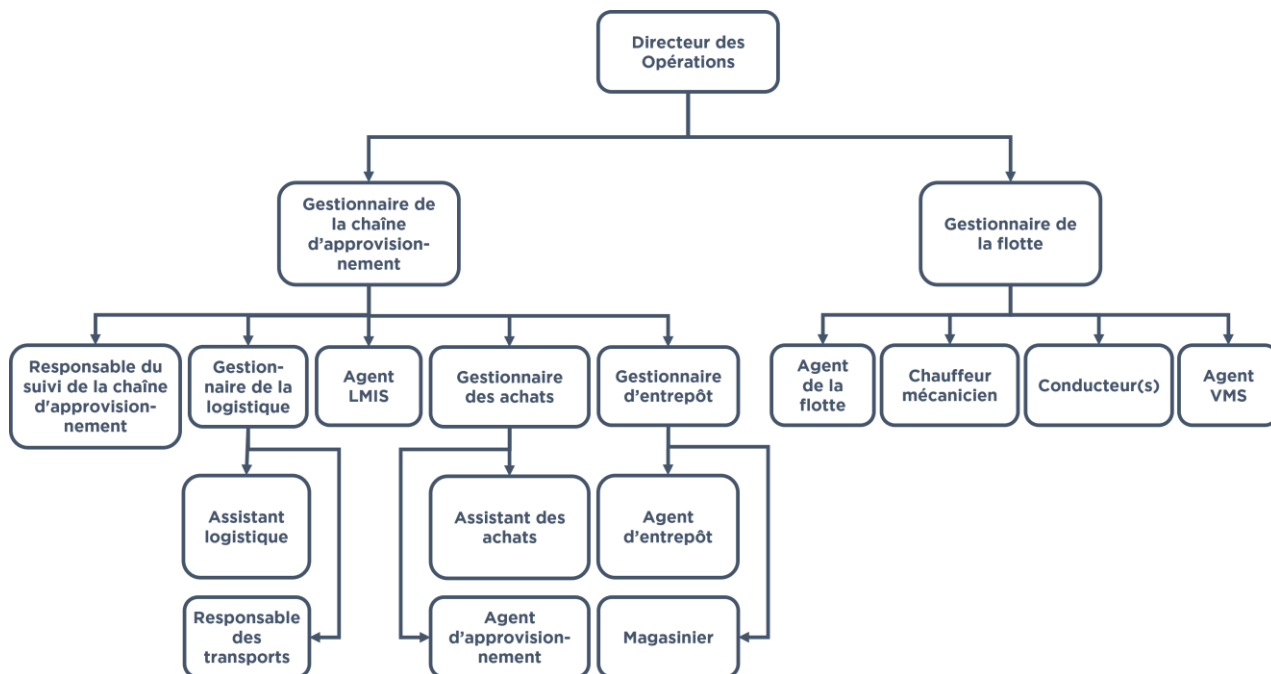 Directeur des
Opérations
Gestionnaire de
la chaîne
d’approvision-
nement
Gestionnaire de
la flotte
Responsable du
suivi de la chaîne
d'approvision-
nement
Gestion-
naire de la
logistique
Agent
LMIS
Gestionnaire
des achats
Gestionnaire
d’entrepôt
Agent
de la
flotte
Chauffeur
mécanicien
Conducteur(s)
Agent
VMS
Assistant
logistique
Assistant des
achats
Agent
d’entrepôt
Responsable
des
transports
Agent
d’approvision-
nement
Magasinier